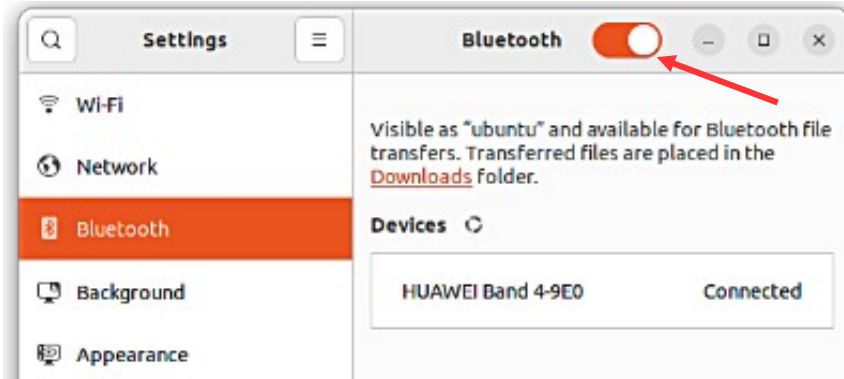 Settings
Bluetooth
Wi-Fi
Network
Bluetooth
Background
Appearance
Visible as “ubuntu” and available for Bluetooth file
transfers. Transferred files are placed in the
Downloads folder.
Devices
HUAWEI Band 4-9E0 Connected